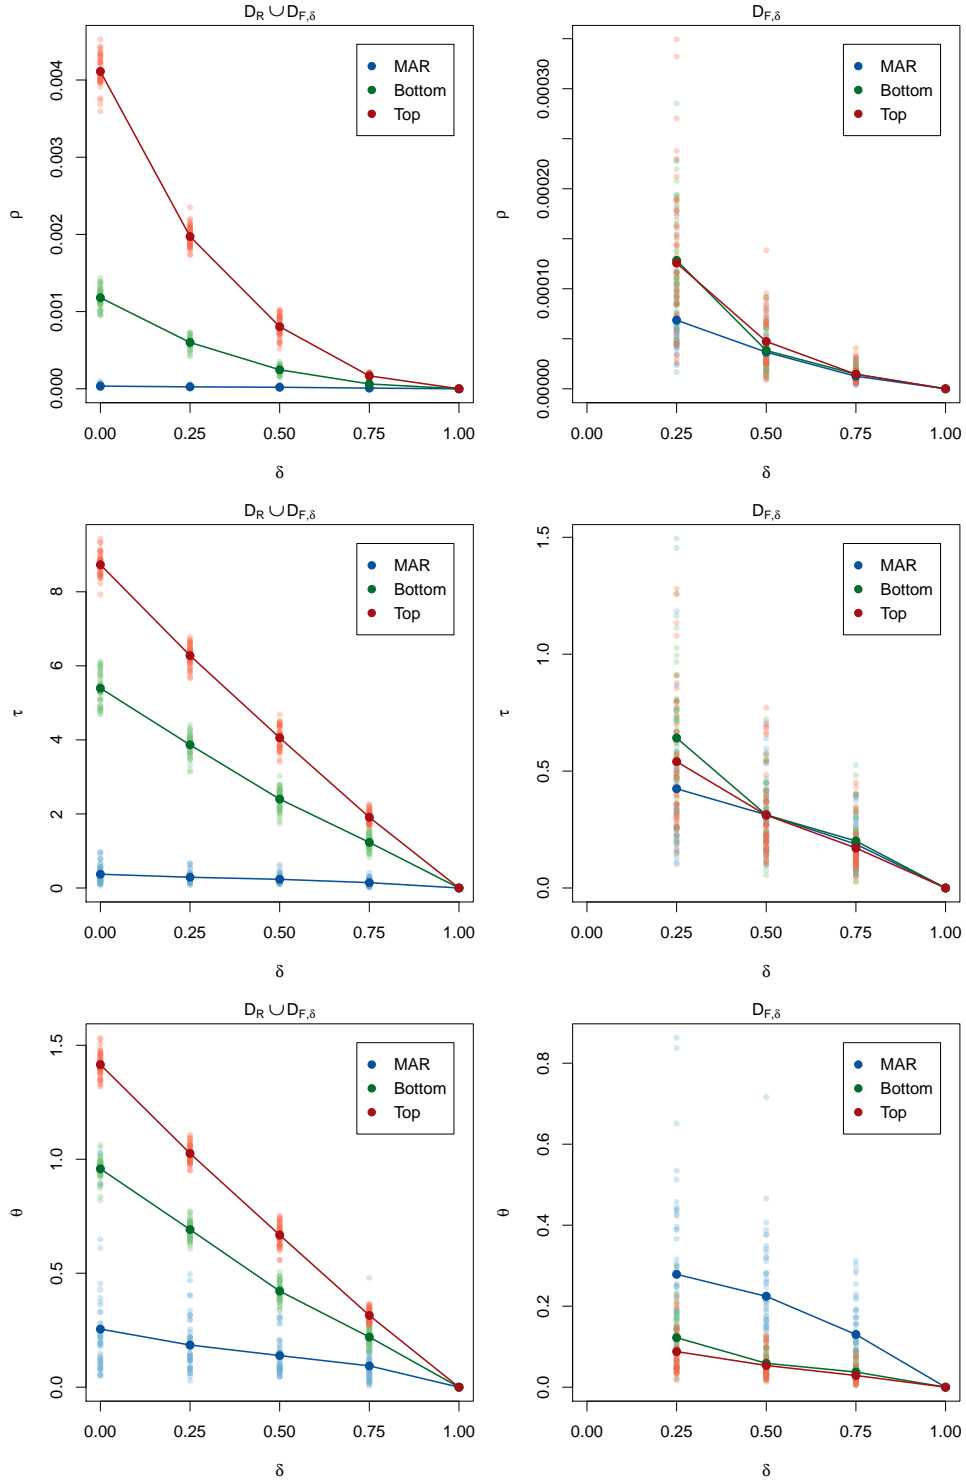 D_R ∪ D_F,δ
MAR
Bottom
Top
0.004
0.003
0.002
0.001
0.000
ρ
0.00 0.25 0.50 0.75 1.00
δ
D_F,δ
MAR
Bottom
Top
0.00030
0.00020
0.00010
0.00000
ρ
0.00 0.25 0.50 0.75 1.00
δ
D_R ∪ D_F,δ
MAR
Bottom
Top
8
6
4
2
0
τ
0.00 0.25 0.50 0.75 1.00
δ
D_F,δ
MAR
Bottom
Top
1.5
1.0
0.5
0.0
τ
0.00 0.25 0.50 0.75 1.00
δ
D_R ∪ D_F,δ
MAR
Bottom
Top
1.5
1.0
0.5
0.0
θ
0.00 0.25 0.50 0.75 1.00
δ
D_F,δ
MAR
Bottom
Top
0.8
0.6
0.4
0.2
0.0
θ
0.00 0.25 0.50 0.75 1.00
δ